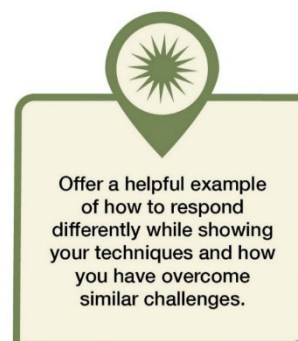 Offer a helpful example
of how to respond
differently while showing
your techniques and how
you have overcome
similar challenges.